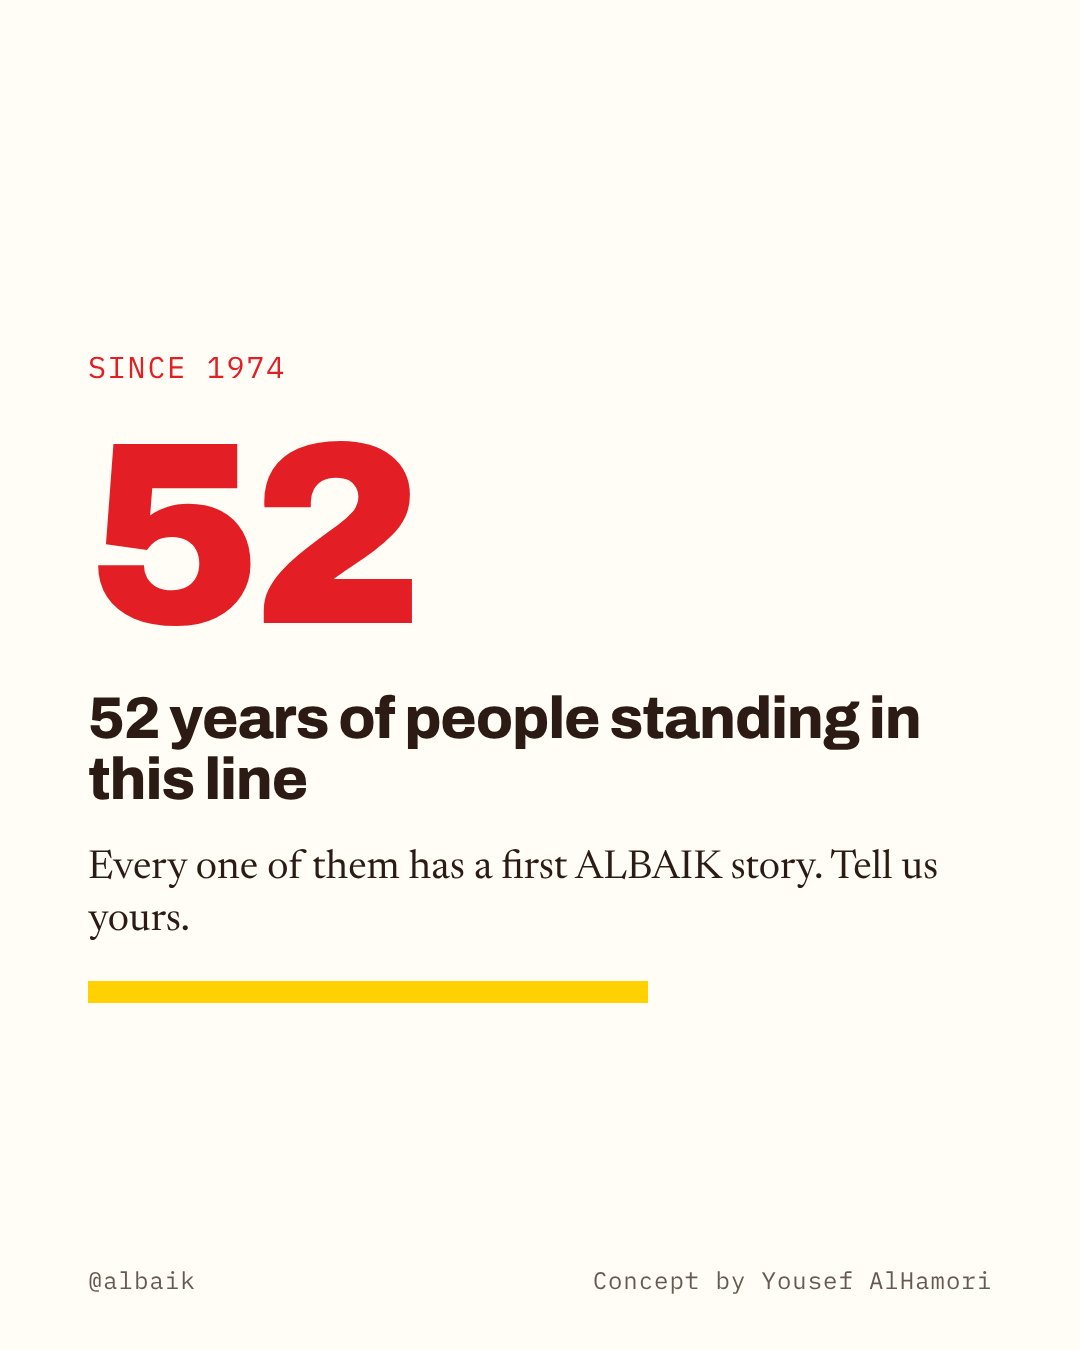 SINCE 1974
52
52 years of people standing in
this line
Every one of them has a first ALBAIK story. Tell us
yours.
@albaik
Concept by Yousef AlHamori